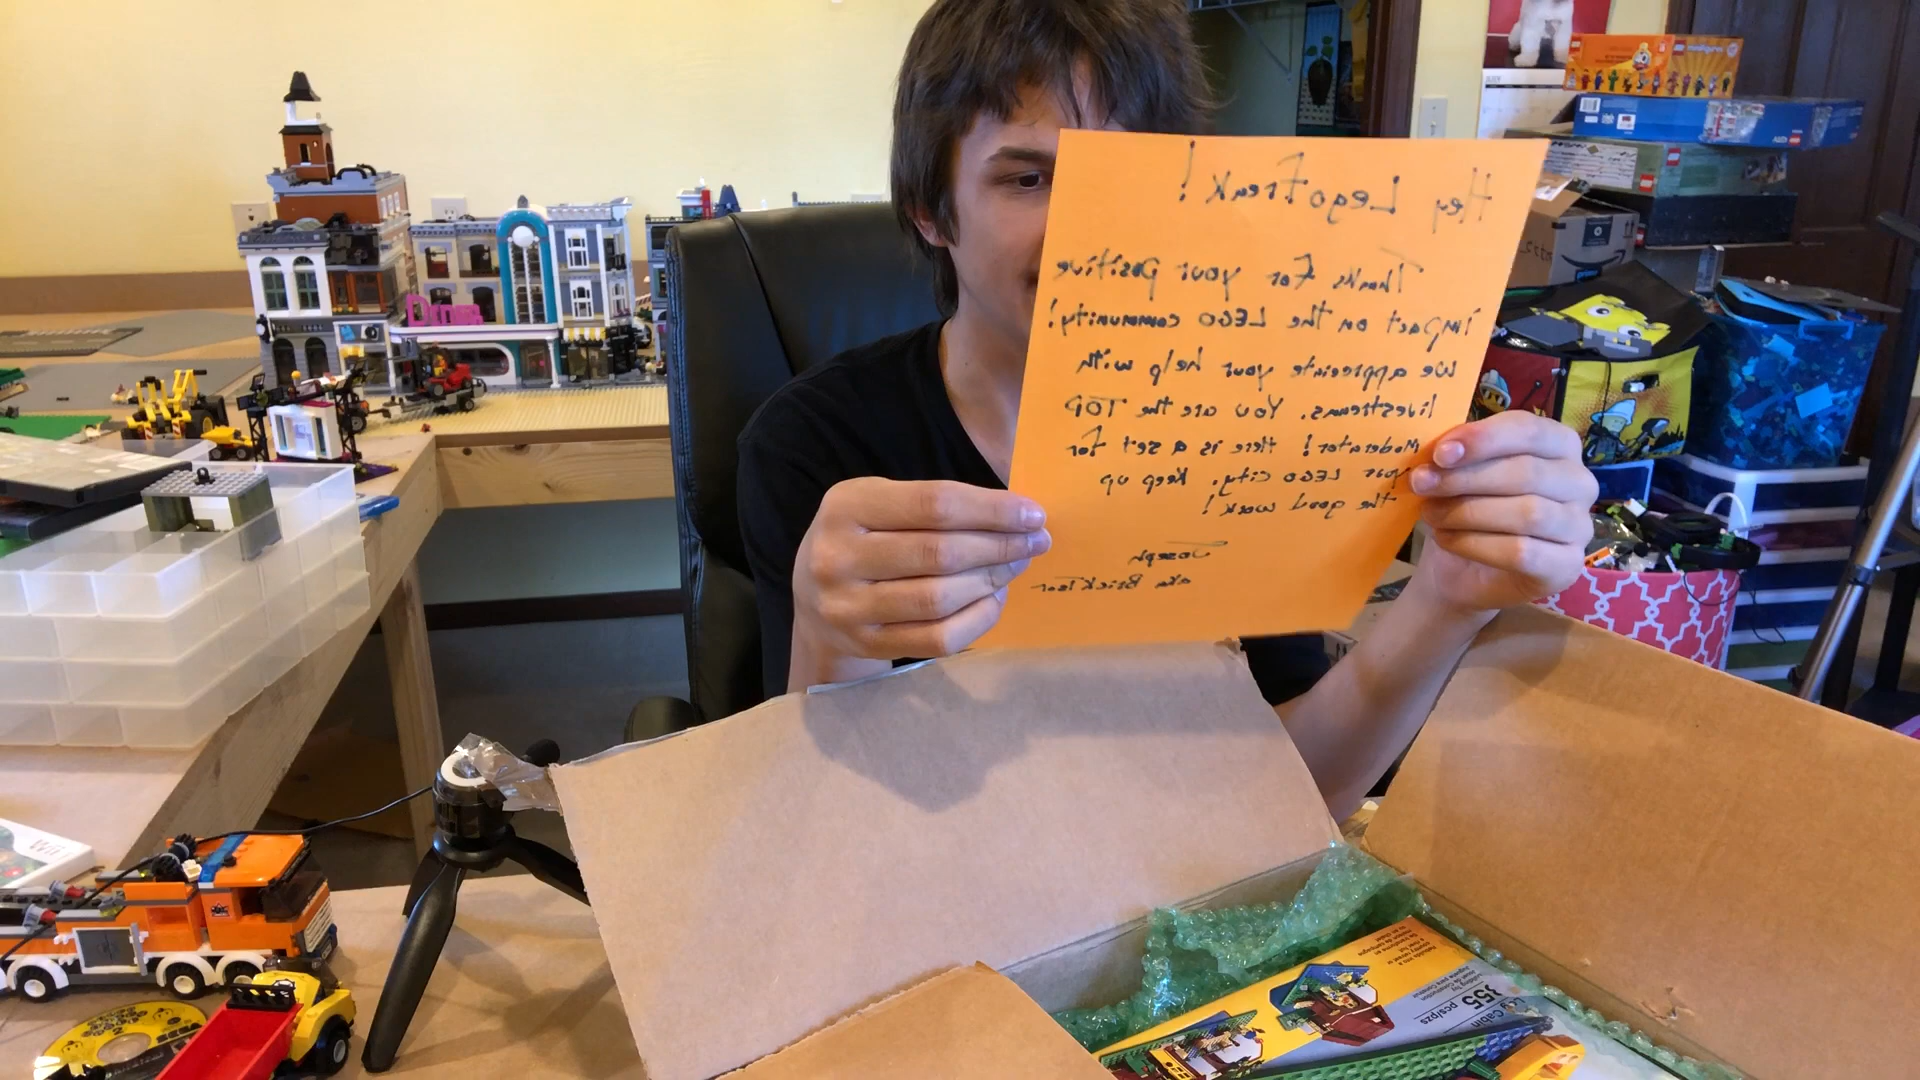 Hey LegoFreak!
Thanks for your positive
impact on the LEGO community!
We appreciate your help with
livestreams. You are the TOP
Moderator! Here is a set for
your LEGO city. Keep up
the good work!
Joseph
aka BrickTsar
Diner
355
pcs/pzs
Cabin